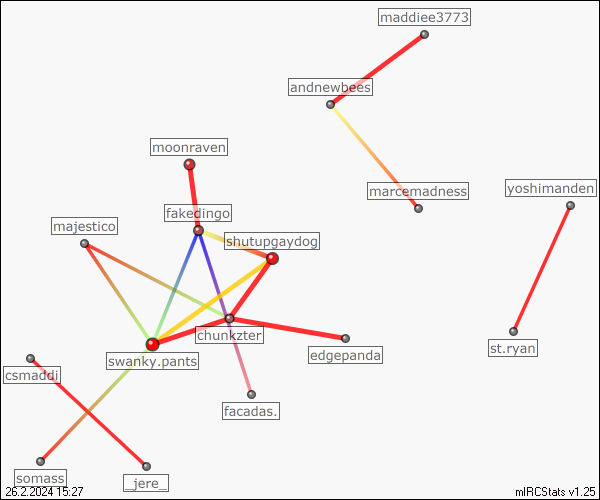 maddiee3773
andnewbees
moonraven
marcemadness
yoshimanden
fakedingo
majestico
shutupgaydog
chunkzter
edgepanda
st.ryan
swanky.pants
csmaddi
facadas.
somass
_jere_
26.2.2024 15:27
mIRCStats v1.25